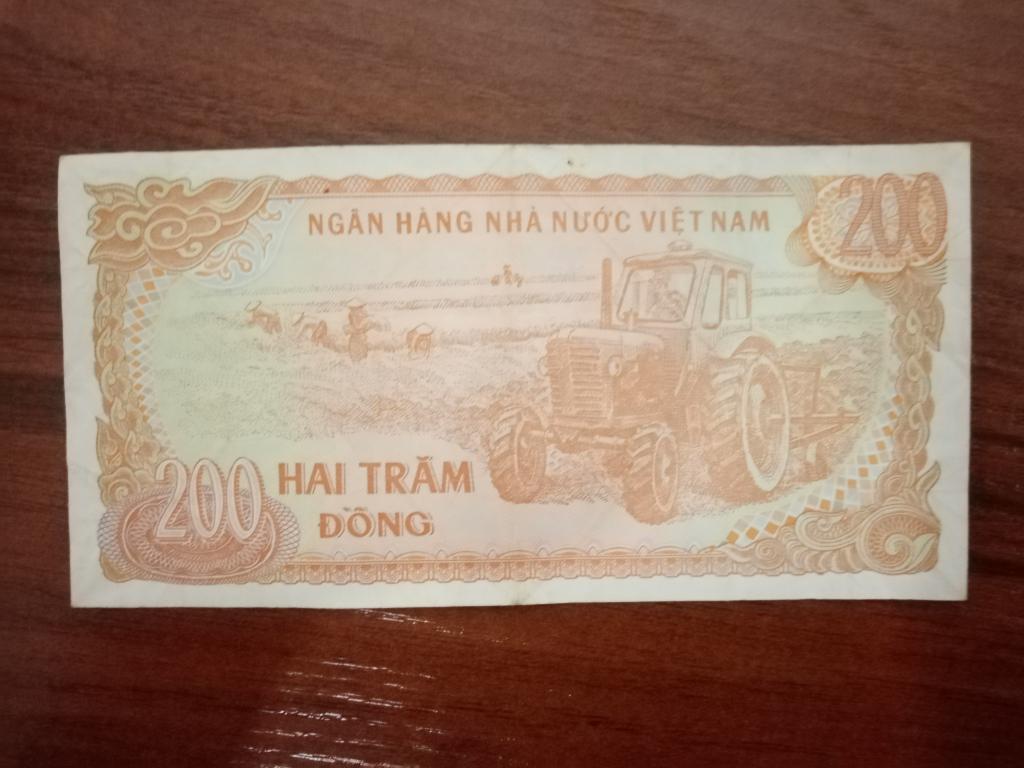 NGÂN HÀNG NHÀ NƯỚC VIỆT NAM
200
200
HAI TRĂM
ĐỒNG